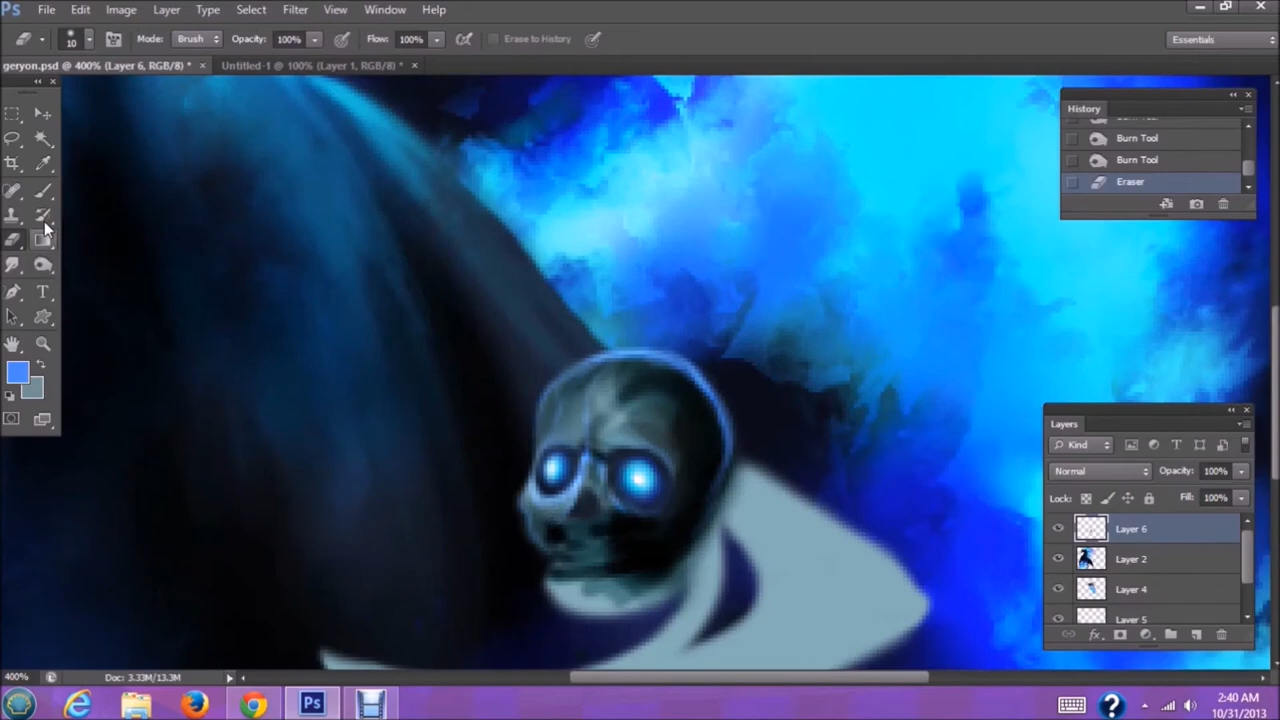 Ps File Edit Image Layer Type Select Filter View Window Help
10 Mode: Brush Opacity: 100% Flow: 100% Erase to History Essentials
geryon.psd @ 400% (Layer 6, RGB/8) * × Untitled-1 @ 100% (Layer 1, RGB/8) * ×
History
Burn Tool
Burn Tool
Eraser
T
Layers
Kind
Normal Opacity: 100%
Lock: Fill: 100%
Layer 6
Layer 2
Layer 4
Layer 5
fx
400% Doc: 3.33M/13.3M
Ps ? 2:40 AM
10/31/2013